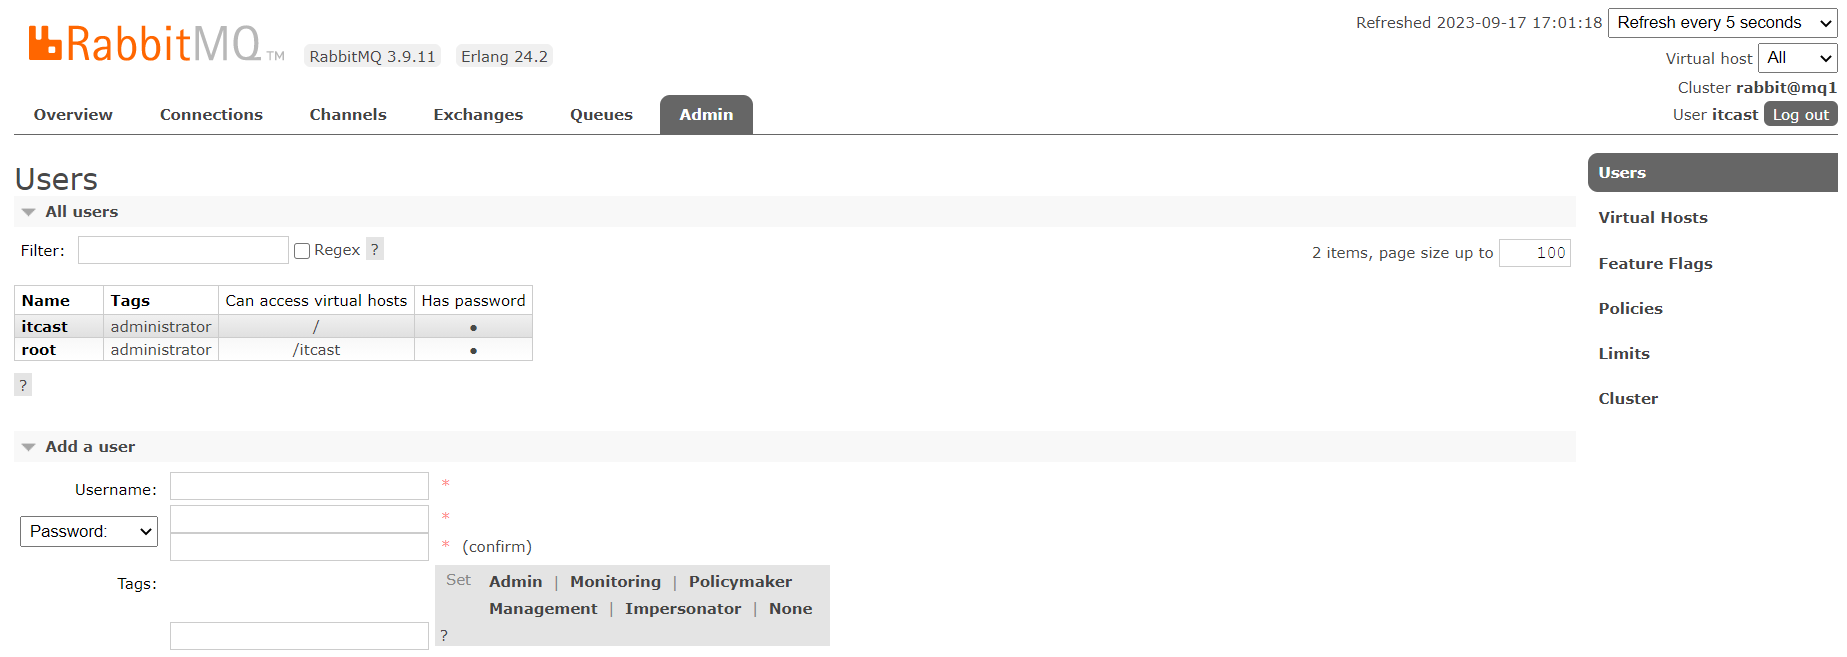 Refreshed 2023-09-17 17:01:18 Refresh every 5 seconds
RabbitMQ TM RabbitMQ 3.9.11 Erlang 24.2
Virtual host All
Cluster rabbit@mq1
User itcast Log out
Overview Connections Channels Exchanges Queues Admin
Users
All users
Filter: Regex ?
2 items, page size up to 100
Name Tags Can access virtual hosts Has password
itcast administrator / ●
root administrator /itcast ●
?
Add a user
Username: *
Password: *
* (confirm)
Tags:
Set Admin | Monitoring | Policymaker
Management | Impersonator | None
?
Users
Virtual Hosts
Feature Flags
Policies
Limits
Cluster